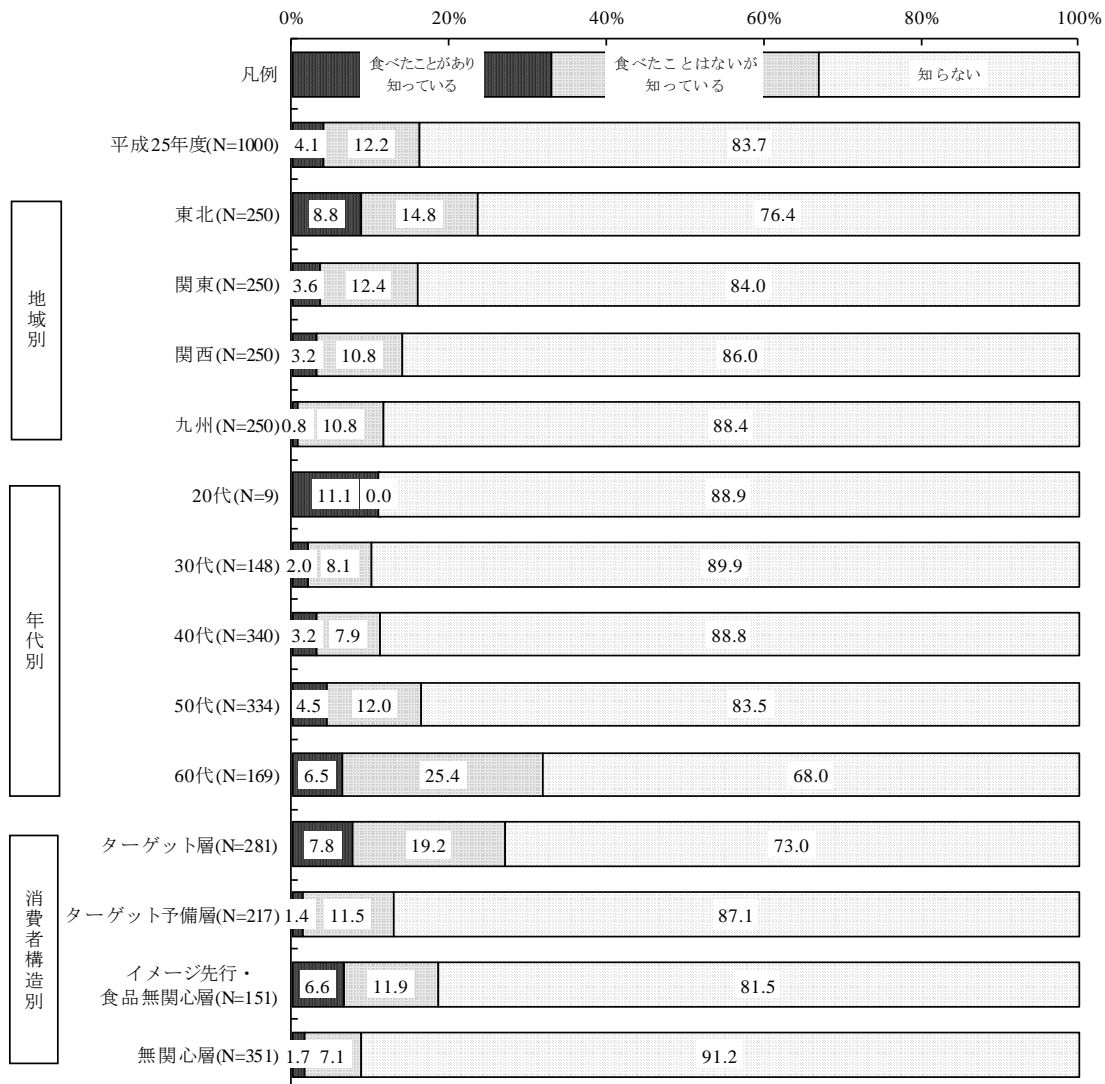 0%
20%
40%
60%
80%
100%
凡例
食べたことがあり
知っている
食べたことはないが
知っている
知らない
平成25年度(N=1000)
4.1
12.2
83.7
地域別
東北(N=250)
8.8
14.8
76.4
関東(N=250)
3.6
12.4
84.0
関西(N=250)
3.2
10.8
86.0
九州(N=250)
0.8
10.8
88.4
年代別
20代(N=9)
11.1
0.0
88.9
30代(N=148)
2.0
8.1
89.9
40代(N=340)
3.2
7.9
88.8
50代(N=334)
4.5
12.0
83.5
60代(N=169)
6.5
25.4
68.0
消費者構造別
ターゲット層(N=281)
7.8
19.2
73.0
ターゲット予備層(N=217)
1.4
11.5
87.1
イメージ先行・
食品無関心層(N=151)
6.6
11.9
81.5
無関心層(N=351)
1.7
7.1
91.2